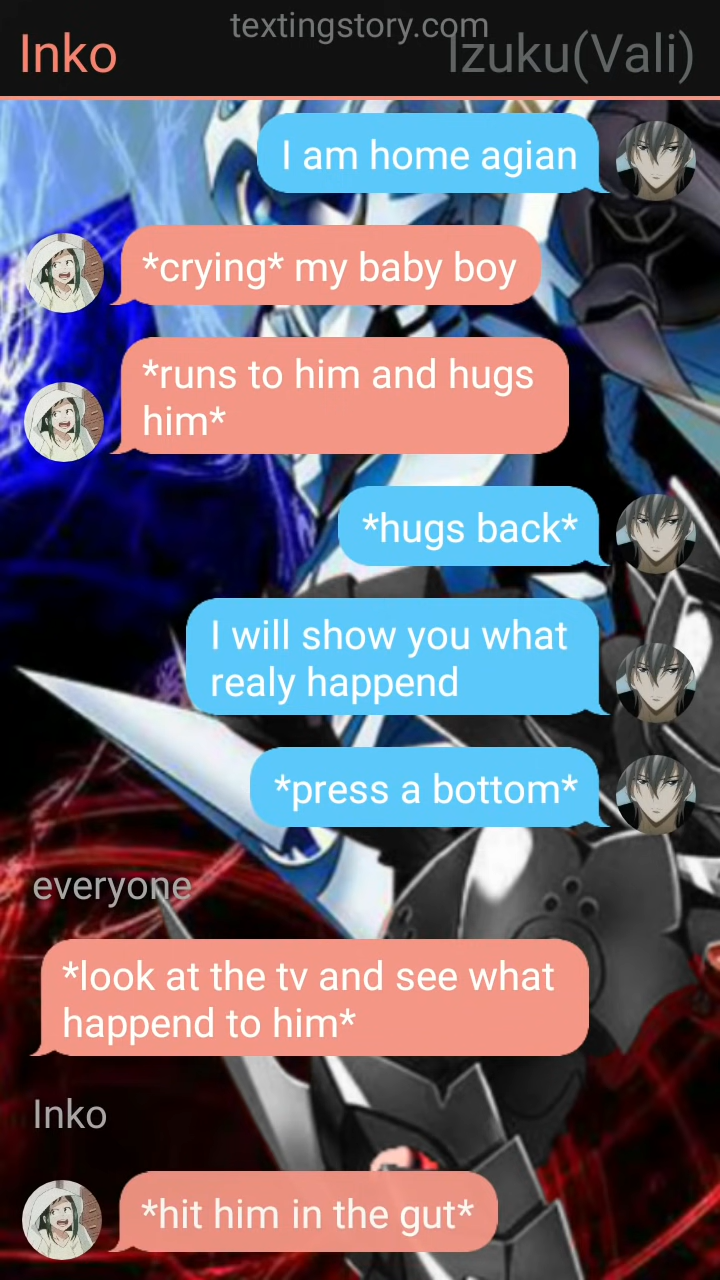 textingstory.com
Inko
Izuku(Vali)
I am home agian
*crying* my baby boy
*runs to him and hugs
him*
*hugs back*
I will show you what
realy happend
*press a bottom*
everyone
*look at the tv and see what
happend to him*
Inko
*hit him in the gut*